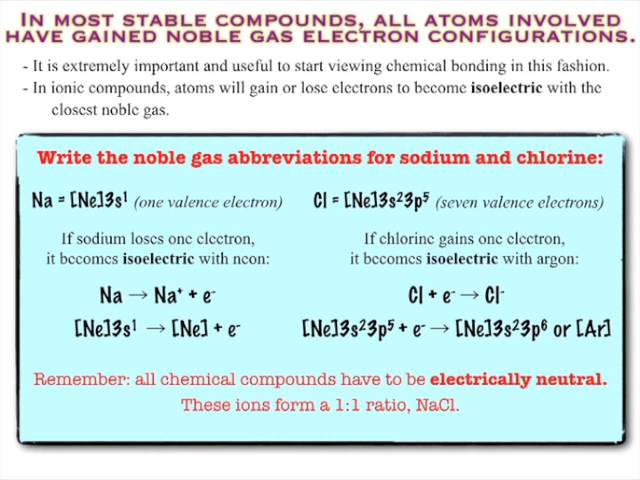 IN MOST STABLE COMPOUNDS, ALL ATOMS INVOLVED
HAVE GAINED NOBLE GAS ELECTRON CONFIGURATIONS.
- It is extremely important and useful to start viewing chemical bonding in this fashion.
- In ionic compounds, atoms will gain or lose electrons to become isoelectric with the
closest noble gas.
Write the noble gas abbreviations for sodium and chlorine:
Na = [Ne]3s¹ (one valence electron) Cl = [Ne]3s²3p⁵ (seven valence electrons)
If sodium loses one electron,
it becomes isoelectric with neon:
Na → Na⁺ + e⁻
[Ne]3s¹ → [Ne] + e⁻
If chlorine gains one electron,
it becomes isoelectric with argon:
Cl + e⁻ → Cl⁻
[Ne]3s²3p⁵ + e⁻ → [Ne]3s²3p⁶ or [Ar]
Remember: all chemical compounds have to be electrically neutral.
These ions form a 1:1 ratio, NaCl.